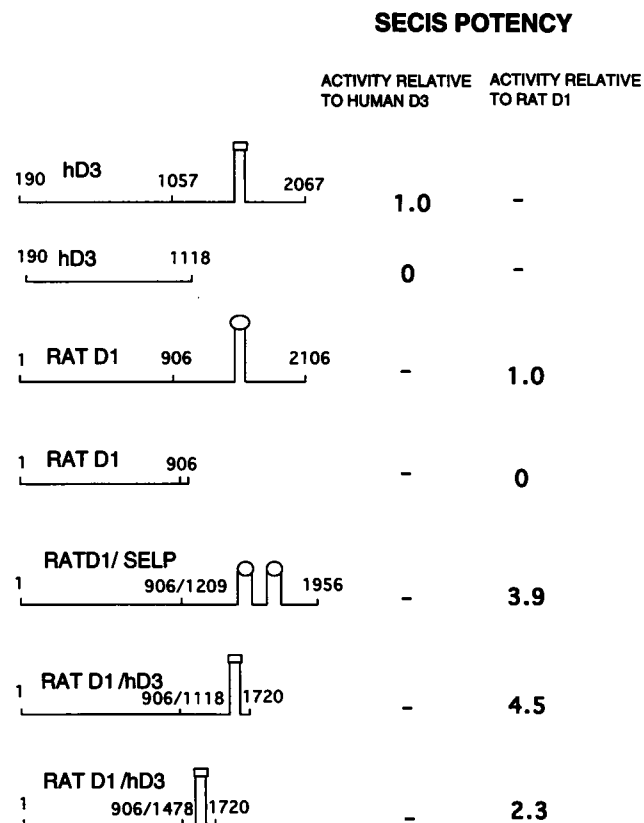 SECIS POTENCY
ACTIVITY RELATIVE TO HUMAN D3
ACTIVITY RELATIVE TO RAT D1
190 hD3 1057 2067
1.0 -
190 hD3 1118
0 -
1 RAT D1 906 2106
- 1.0
1 RAT D1 906
- 0
RATD1/ SELP
1 906/1209 1956
- 3.9
RAT D1 /hD3
1 906/1118 1720
- 4.5
RAT D1 /hD3
1 906/1478 1720
- 2.3